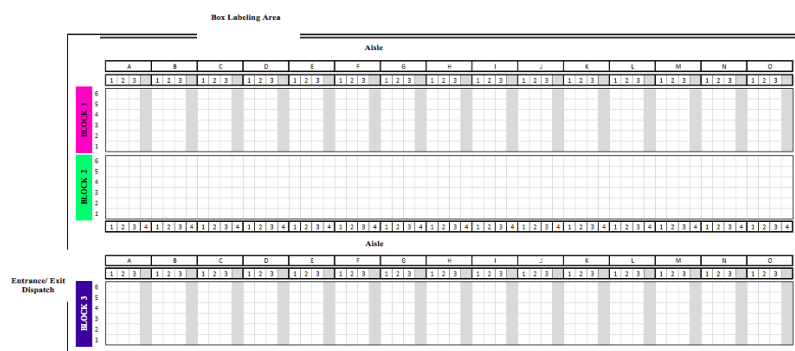 Box Labeling Area
Aisle
A B C D E F G H I J K L M N O
1 2 3 1 2 3 1 2 3 1 2 3 1 2 3 1 2 3 1 2 3 1 2 3 1 2 3 1 2 3 1 2 3 1 2 3 1 2 3 1 2 3 1 2 3
BLOCK 1
6
5
4
3
2
1
BLOCK 2
6
5
4
3
2
1
1 2 3 4 1 2 3 4 1 2 3 4 1 2 3 4 1 2 3 4 1 2 3 4 1 2 3 4 1 2 3 4 1 2 3 4 1 2 3 4 1 2 3 4 1 2 3 4 1 2 3 4 1 2 3 4 1 2 3 4
Aisle
A B C D E F G H I J K L M N O
1 2 3 1 2 3 1 2 3 1 2 3 1 2 3 1 2 3 1 2 3 1 2 3 1 2 3 1 2 3 1 2 3 1 2 3 1 2 3 1 2 3 1 2 3
Entrance/ Exit
Dispatch
BLOCK 3
6
5
4
3
2
1